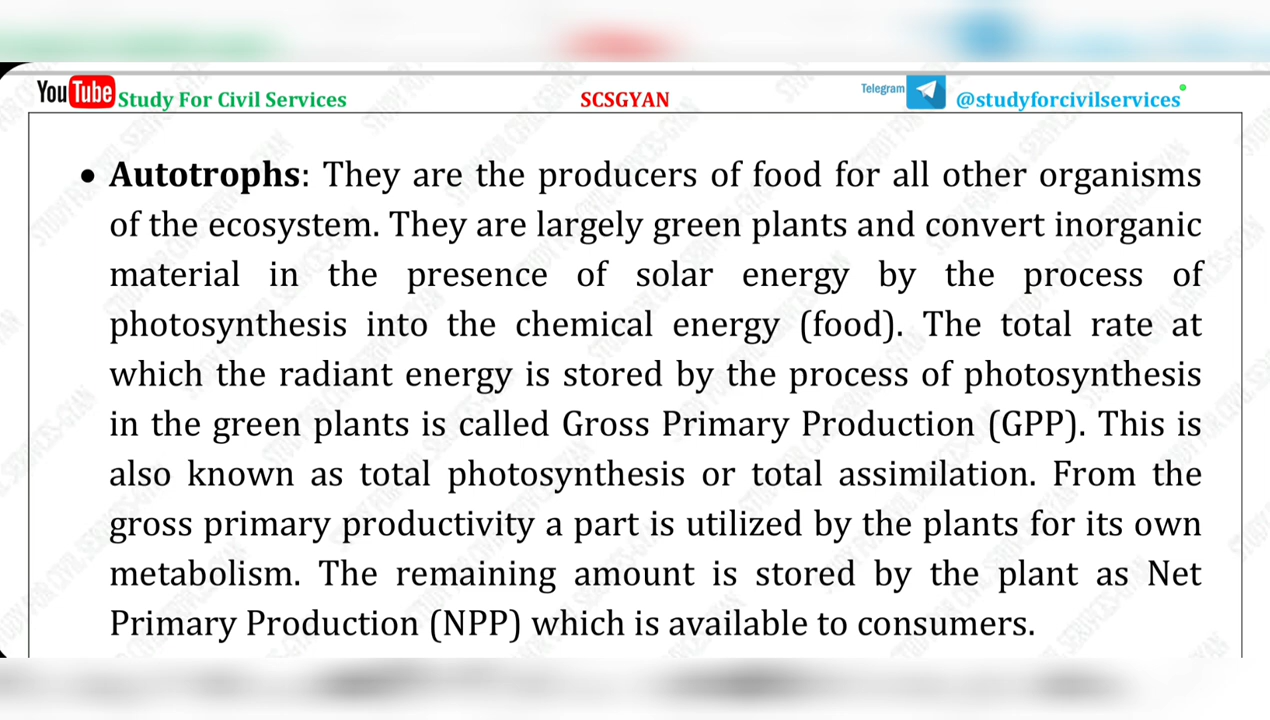 YouTube Study For Civil Services SCSGYAN Telegram @studyforcivilservices
• Autotrophs: They are the producers of food for all other organisms
of the ecosystem. They are largely green plants and convert inorganic
material in the presence of solar energy by the process of
photosynthesis into the chemical energy (food). The total rate at
which the radiant energy is stored by the process of photosynthesis
in the green plants is called Gross Primary Production (GPP). This is
also known as total photosynthesis or total assimilation. From the
gross primary productivity a part is utilized by the plants for its own
metabolism. The remaining amount is stored by the plant as Net
Primary Production (NPP) which is available to consumers.